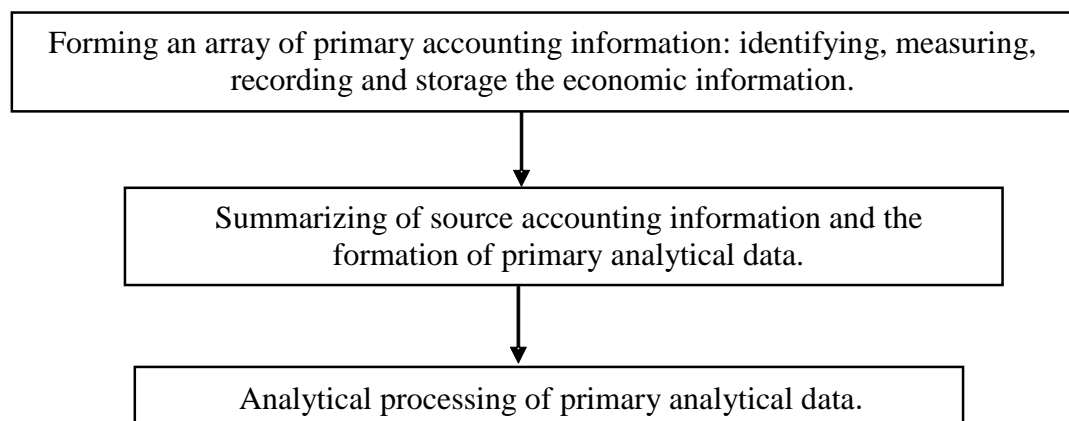 Forming an array of primary accounting information: identifying, measuring,
recording and storage the economic information.
Summarizing of source accounting information and the
formation of primary analytical data.
Analytical processing of primary analytical data.